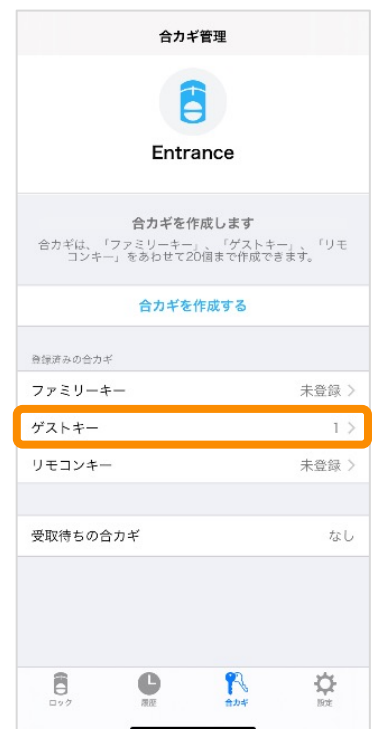 合カギ管理
Entrance
合カギを作成します
合カギは、「ファミリーキー」、「ゲストキー」、「リモ
コンキー」をあわせて20個まで作成できます。
合カギを作成する
登録済みの合カギ
ファミリーキー 未登録 >
ゲストキー 1 >
リモコンキー 未登録 >
受取待ちの合カギ なし
ロック 履歴 合カギ 設定